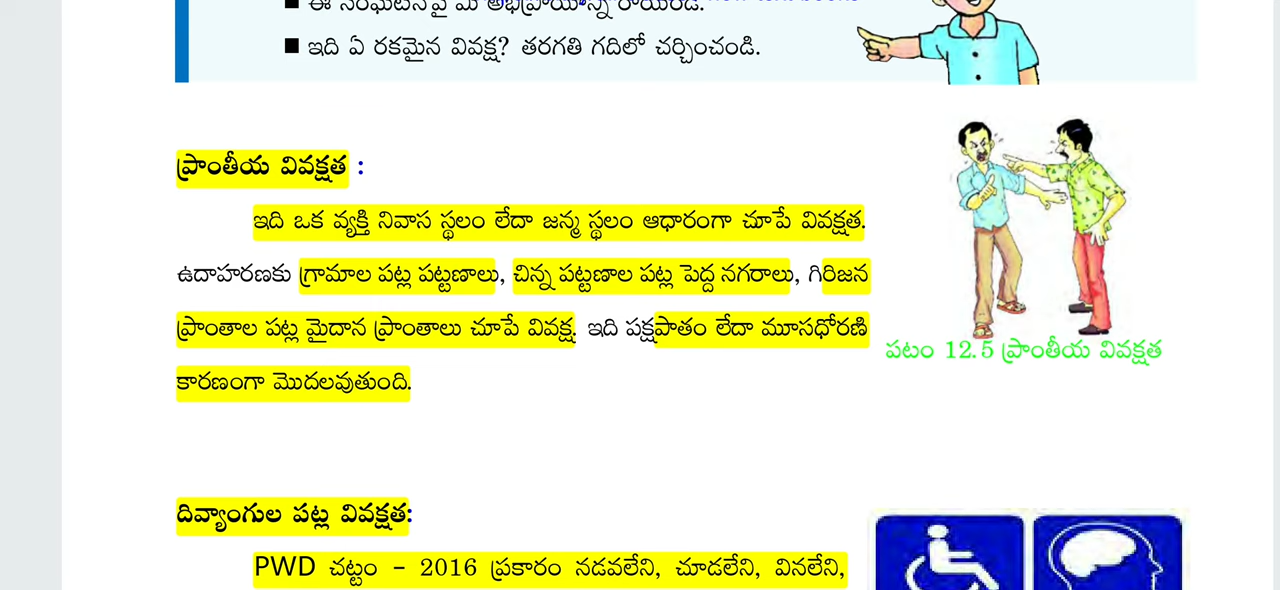 ■ ఈ సంఘటనపై మీ అభిప్రాయాన్ని రాయండి.
■ ఇది ఏ రకమైన వివక్ష? తరగతి గదిలో చర్చించండి.
ప్రాంతీయ వివక్షత :
ఇది ఒక వ్యక్తి నివాస స్థలం లేదా జన్మ స్థలం ఆధారంగా చూపే వివక్షత.
ఉదాహరణకు గ్రామాల పట్ల పట్టణాలు, చిన్న పట్టణాల పట్ల పెద్ద నగరాలు, గిరిజన
ప్రాంతాల పట్ల మైదాన ప్రాంతాలు చూపే వివక్ష. ఇది పక్షపాతం లేదా మూసధోరణి
కారణంగా మొదలవుతుంది.
పటం 12.5 ప్రాంతీయ వివక్షత
దివ్యాంగుల పట్ల వివక్షత:
PWD చట్టం - 2016 ప్రకారం నడవలేని, చూడలేని, వినలేని,